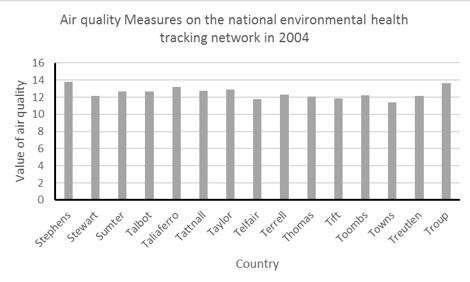 Air quality Measures on the national environmental health
tracking network in 2004
Value of air quality
16
14
12
10
8
6
4
2
0
Stephens
Stewart
Sumter
Talbot
Taliaferro
Tattnall
Taylor
Telfair
Terrell
Thomas
Tift
Toombs
Towns
Treutlen
Troup
Country